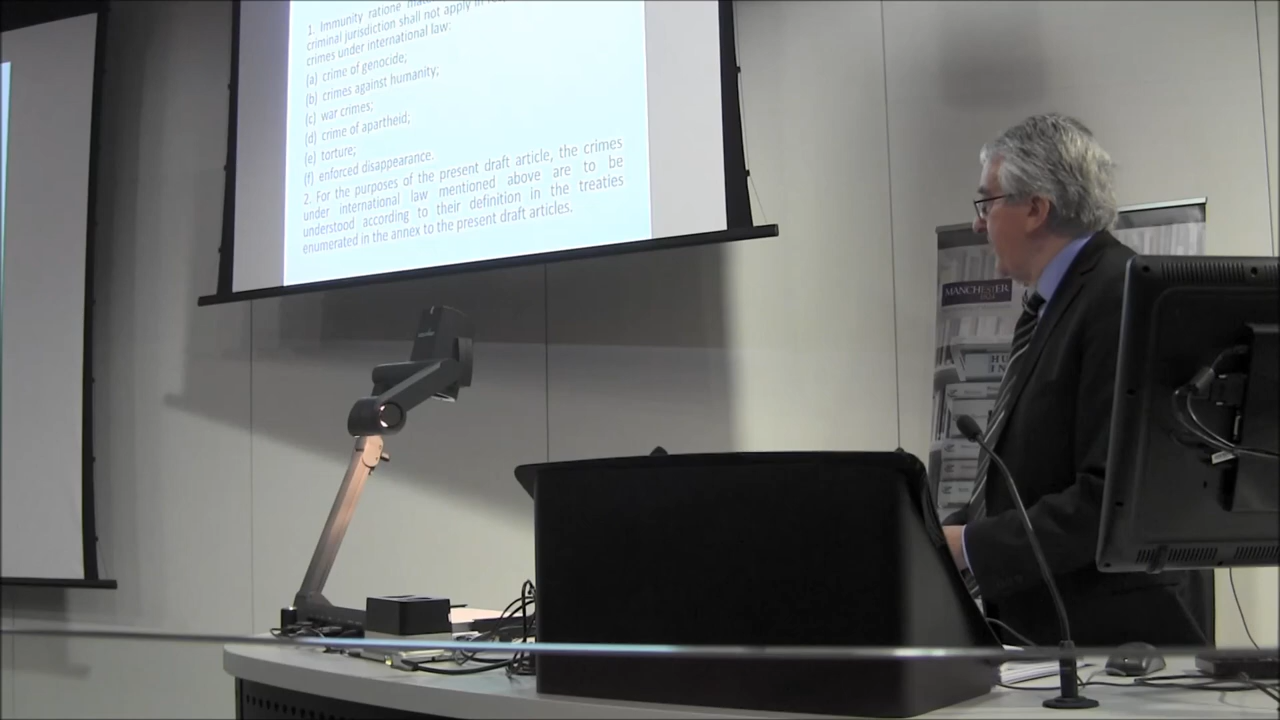 1. Immunity ratione
criminal jurisdiction shall not apply in
crimes under international law:
(a) crime of genocide;
(b) crimes against humanity;
(c) war crimes;
(d) crime of apartheid;
(e) torture;
(f) enforced disappearance.
2. For the purposes of the present draft article, the crimes
under international law mentioned above are to be
understood according to their definition in the treaties
enumerated in the annex to the present draft articles.
MANCHESTER
1824
HU
IN